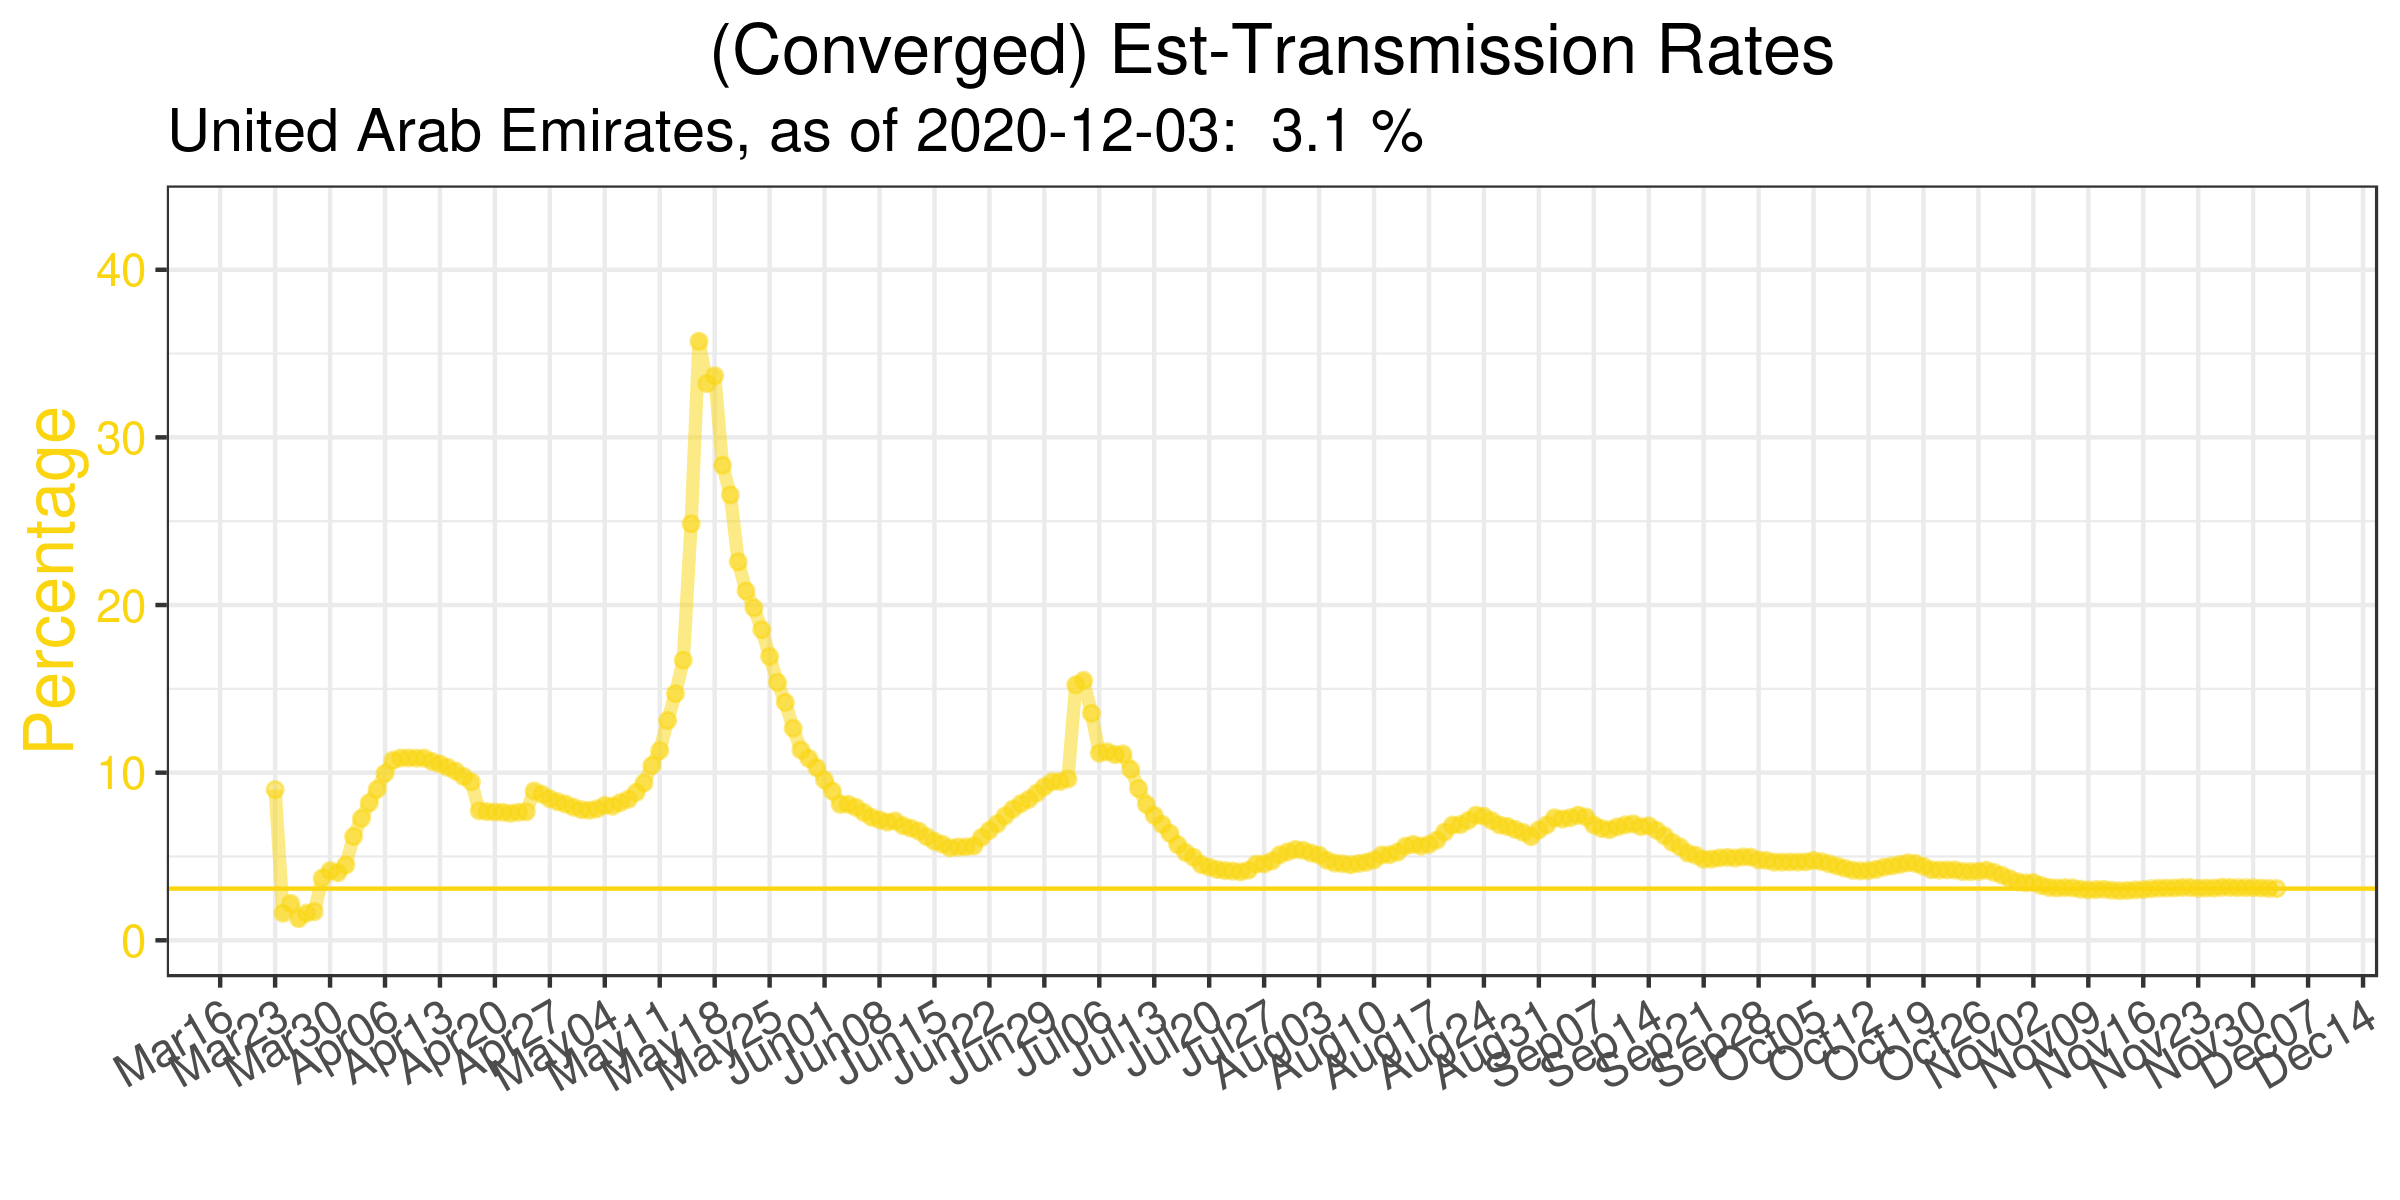 (Converged) Est-Transmission Rates
United Arab Emirates, as of 2020-12-03:  3.1 %
Percentage
40
30
20
10
0
Mar16
Mar23
Mar30
Apr06
Apr13
Apr20
Apr27
May04
May11
May18
May25
Jun01
Jun08
Jun15
Jun22
Jun29
Jul06
Jul13
Jul20
Jul27
Aug03
Aug10
Aug17
Aug24
Aug31
Sep07
Sep14
Sep21
Sep28
Oct05
Oct12
Oct19
Oct26
Nov02
Nov09
Nov16
Nov23
Nov30
Dec07
Dec14